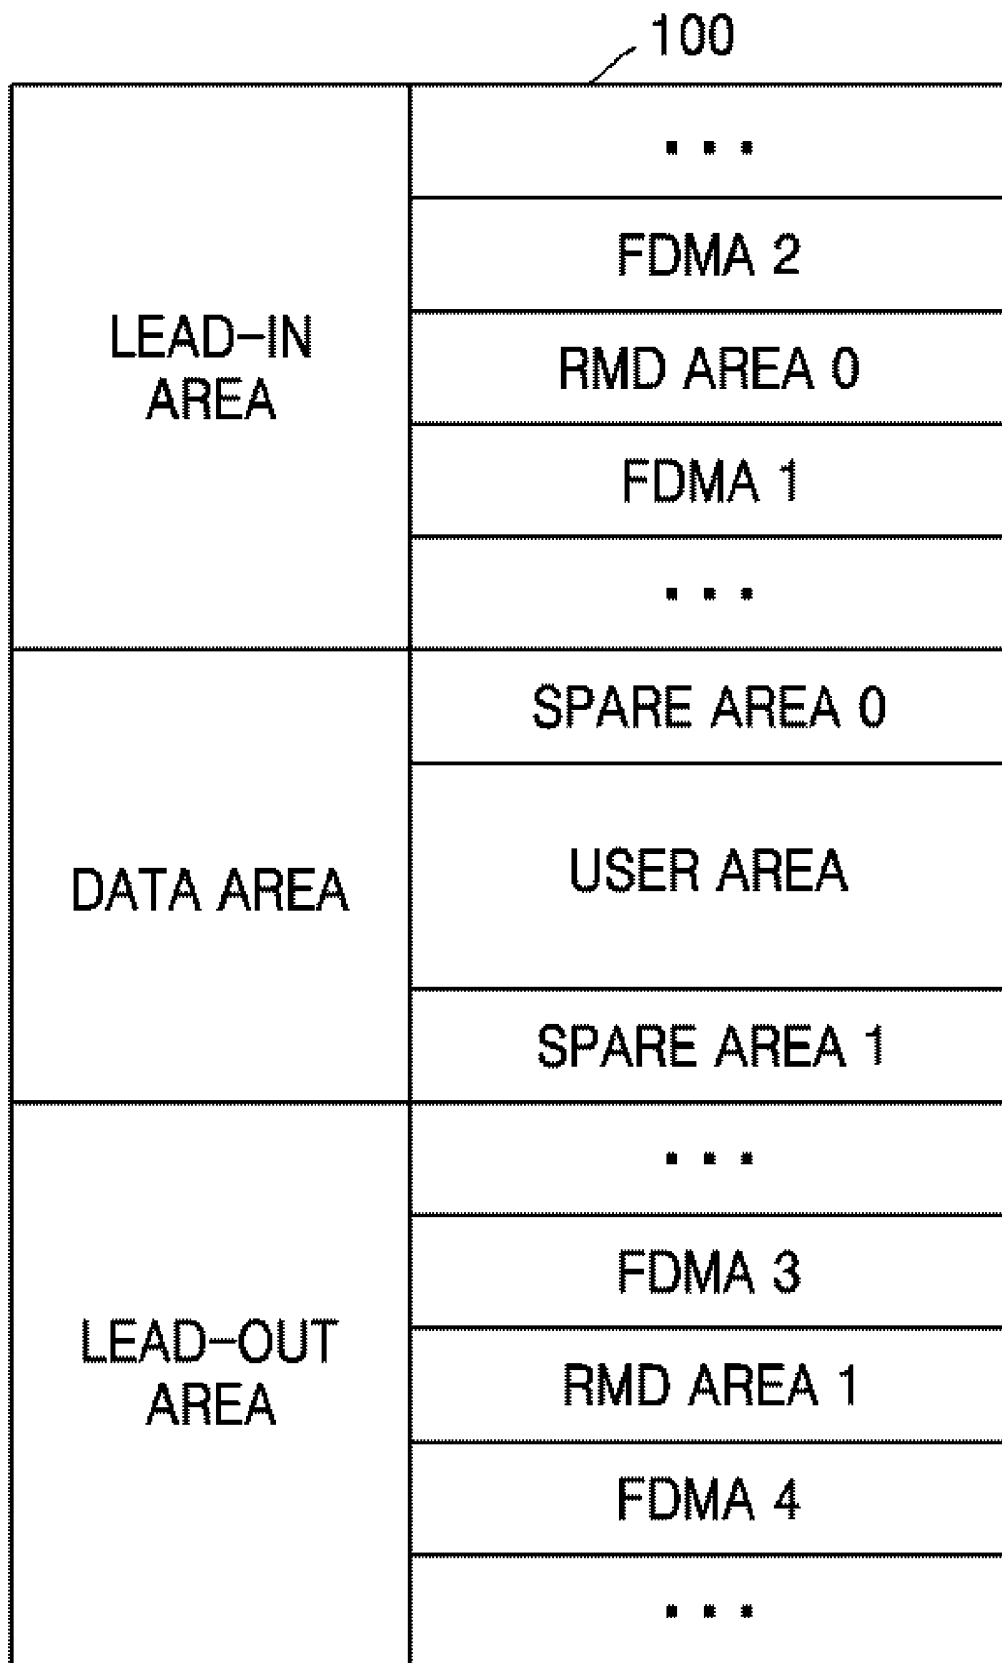 100
LEAD-IN
AREA
. . .
FDMA 2
RMD AREA 0
FDMA 1
. . .
DATA AREA
SPARE AREA 0
USER AREA
SPARE AREA 1
LEAD-OUT
AREA
. . .
FDMA 3
RMD AREA 1
FDMA 4
. . .